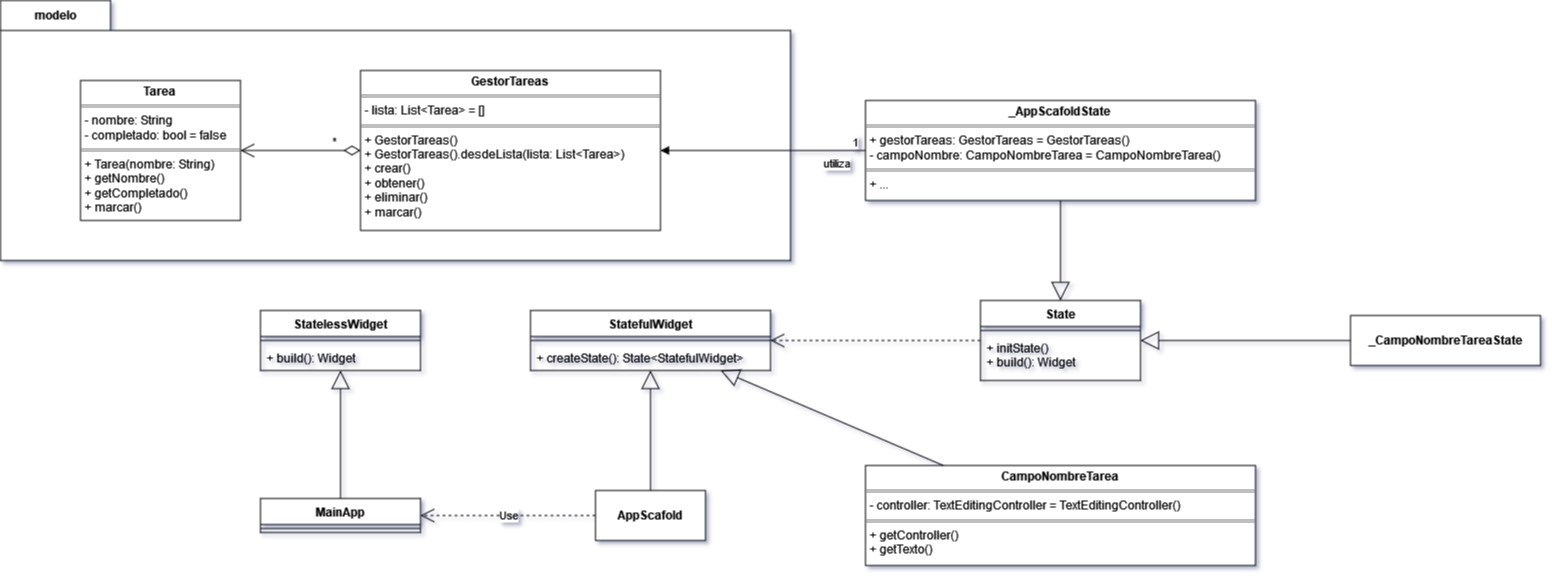 modelo
Tarea
- nombre: String
- completado: bool = false
+ Tarea(nombre: String)
+ getNombre()
+ getCompletado()
+ marcar()
*
GestorTareas
- lista: List<Tarea> = []
+ GestorTareas()
+ GestorTareas().desdeLista(lista: List<Tarea>)
+ crear()
+ obtener()
+ eliminar()
+ marcar()
1
utiliza
_AppScafoldState
+ gestorTareas: GestorTareas = GestorTareas()
- campoNombre: CampoNombreTarea = CampoNombreTarea()
+ ...
StatelessWidget
+ build(): Widget
StatefulWidget
+ createState(): State<StatefulWidget>
State
+ initState()
+ build(): Widget
_CampoNombreTareaState
MainApp
Use
AppScafold
CampoNombreTarea
- controller: TextEditingController = TextEditingController()
+ getController()
+ getTexto()